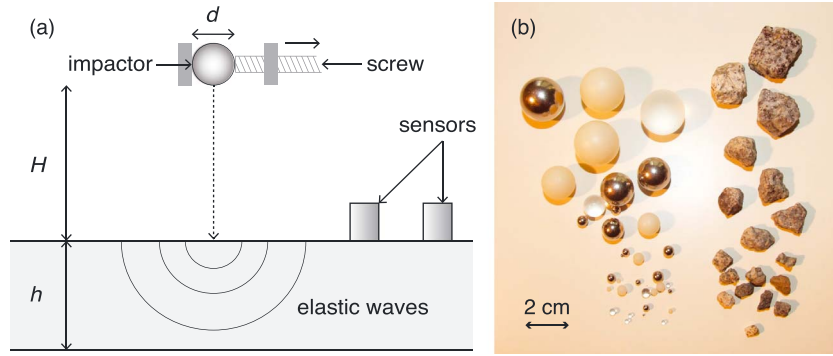 (a)
d
impactor
screw
sensors
H
h
elastic waves
(b)
2 cm